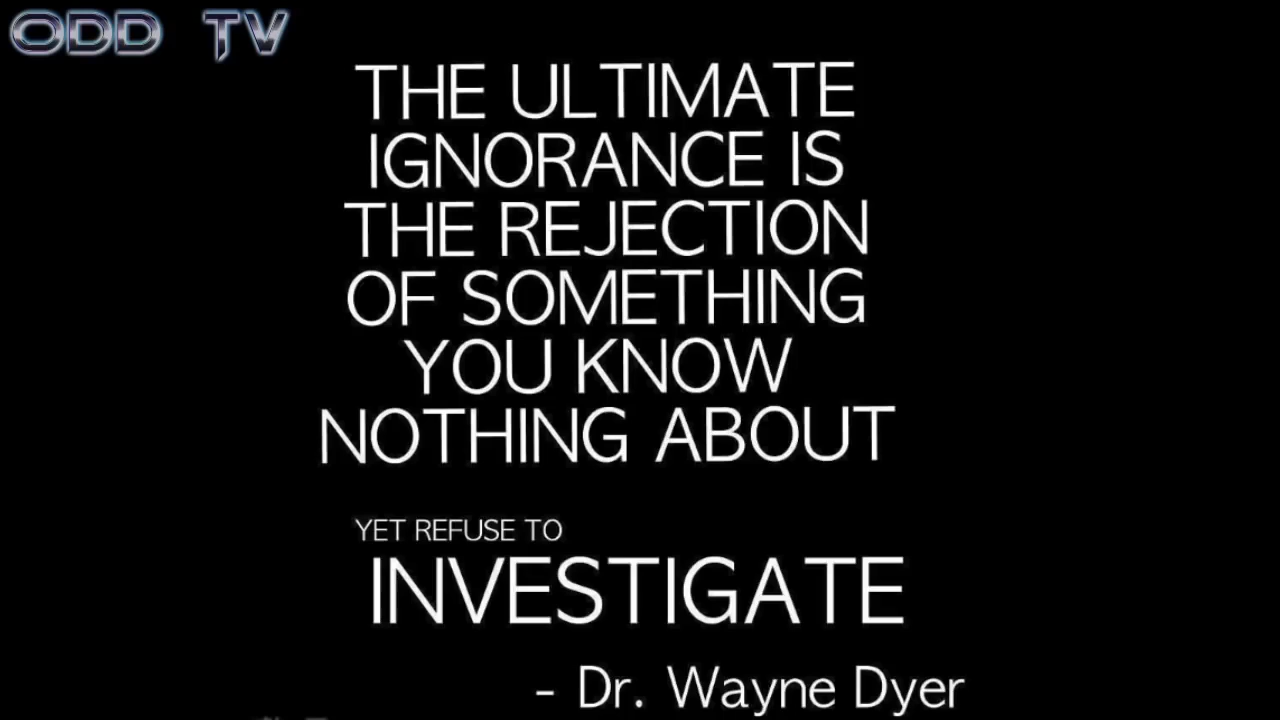 ODD TV
THE ULTIMATE
IGNORANCE IS
THE REJECTION
OF SOMETHING
YOU KNOW
NOTHING ABOUT
YET REFUSE TO
INVESTIGATE
- Dr. Wayne Dyer